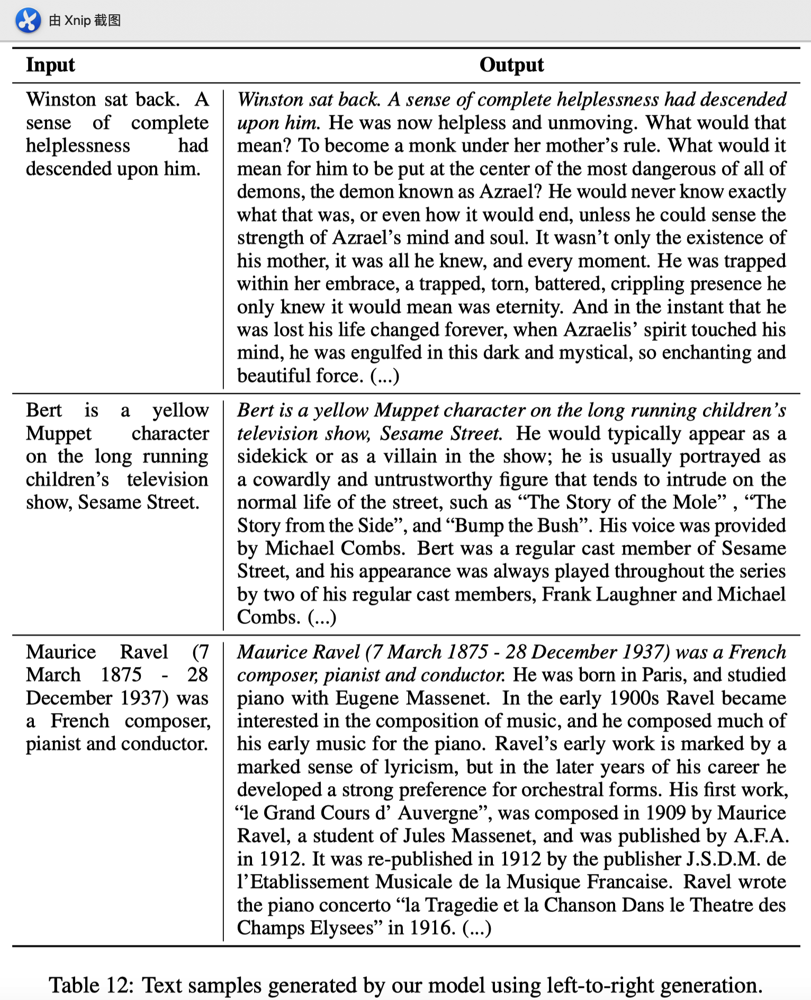 由 Xnip 截图
Input
Output
Winston sat back. A
sense of complete
helplessness had
descended upon him.
Winston sat back. A sense of complete helplessness had descended
upon him. He was now helpless and unmoving. What would that
mean? To become a monk under her mother's rule. What would it
mean for him to be put at the center of the most dangerous of all of
demons, the demon known as Azrael? He would never know exactly
what that was, or even how it would end, unless he could sense the
strength of Azrael's mind and soul. It wasn't only the existence of
his mother, it was all he knew, and every moment. He was trapped
within her embrace, a trapped, torn, battered, crippling presence he
only knew it would mean was eternity. And in the instant that he
was lost his life changed forever, when Azraelis' spirit touched his
mind, he was engulfed in this dark and mystical, so enchanting and
beautiful force. (...)
Bert is a yellow
Muppet character
on the long running
children's television
show, Sesame Street.
Bert is a yellow Muppet character on the long running children's
television show, Sesame Street. He would typically appear as a
sidekick or as a villain in the show; he is usually portrayed as
a cowardly and untrustworthy figure that tends to intrude on the
normal life of the street, such as “The Story of the Mole” , “The
Story from the Side”, and “Bump the Bush”. His voice was provided
by Michael Combs. Bert was a regular cast member of Sesame
Street, and his appearance was always played throughout the series
by two of his regular cast members, Frank Laughner and Michael
Combs. (...)
Maurice Ravel (7
March 1875 - 28
December 1937) was
a French composer,
pianist and conductor.
Maurice Ravel (7 March 1875 - 28 December 1937) was a French
composer, pianist and conductor. He was born in Paris, and studied
piano with Eugene Massenet. In the early 1900s Ravel became
interested in the composition of music, and he composed much of
his early music for the piano. Ravel's early work is marked by a
marked sense of lyricism, but in the later years of his career he
developed a strong preference for orchestral forms. His first work,
“le Grand Cours d' Auvergne”, was composed in 1909 by Maurice
Ravel, a student of Jules Massenet, and was published by A.F.A.
in 1912. It was re-published in 1912 by the publisher J.S.D.M. de
l'Etablissement Musicale de la Musique Francaise. Ravel wrote
the piano concerto “la Tragedie et la Chanson Dans le Theatre des
Champs Elysees” in 1916. (...)
Table 12: Text samples generated by our model using left-to-right generation.